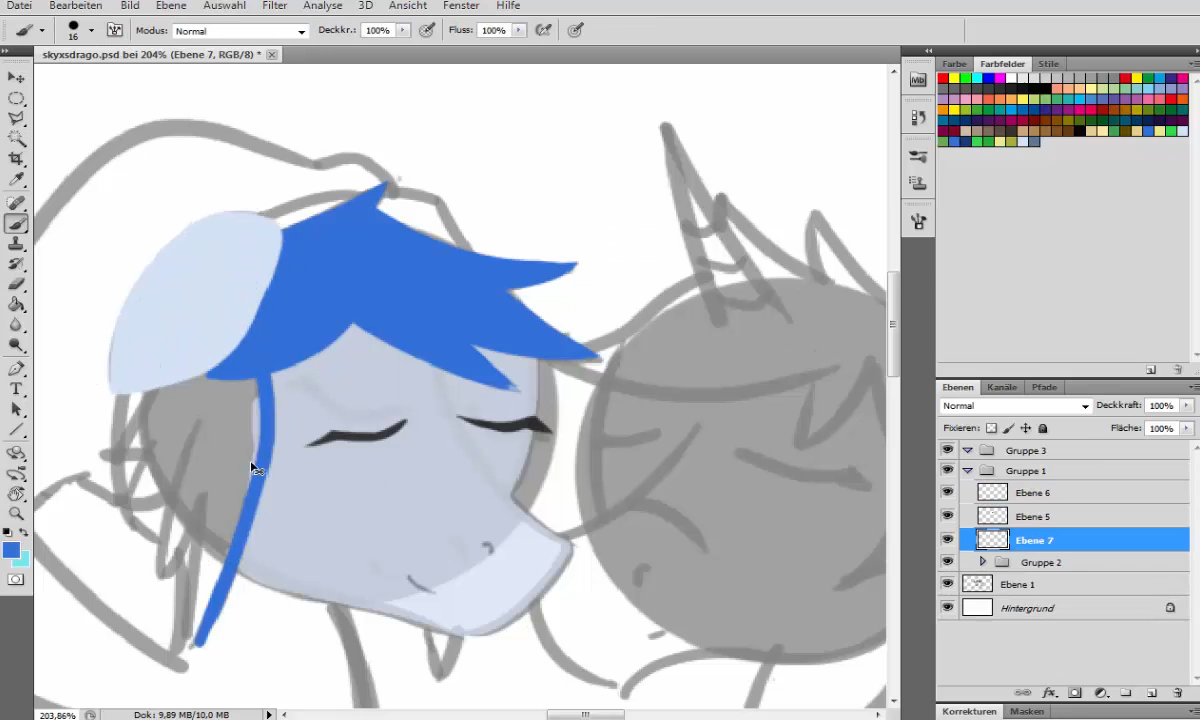 Datei Bearbeiten Bild Ebene Auswahl Filter Analyse 3D Ansicht Fenster Hilfe
16 Modus: Normal Deckkr.: 100% Fluss: 100%
skyxsdrago.psd bei 204% (Ebene 7, RGB/8) *
Farbe Farbfelder Stile
Mb
Ebenen Kanäle Pfade
Normal Deckkraft: 100%
Fixieren: Fläche: 100%
Gruppe 3
Gruppe 1
Ebene 6
Ebene 5
Ebene 7
Gruppe 2
Ebene 1
Hintergrund
203,86% Dok: 9,89 MB/10,0 MB
Korrekturen Masken